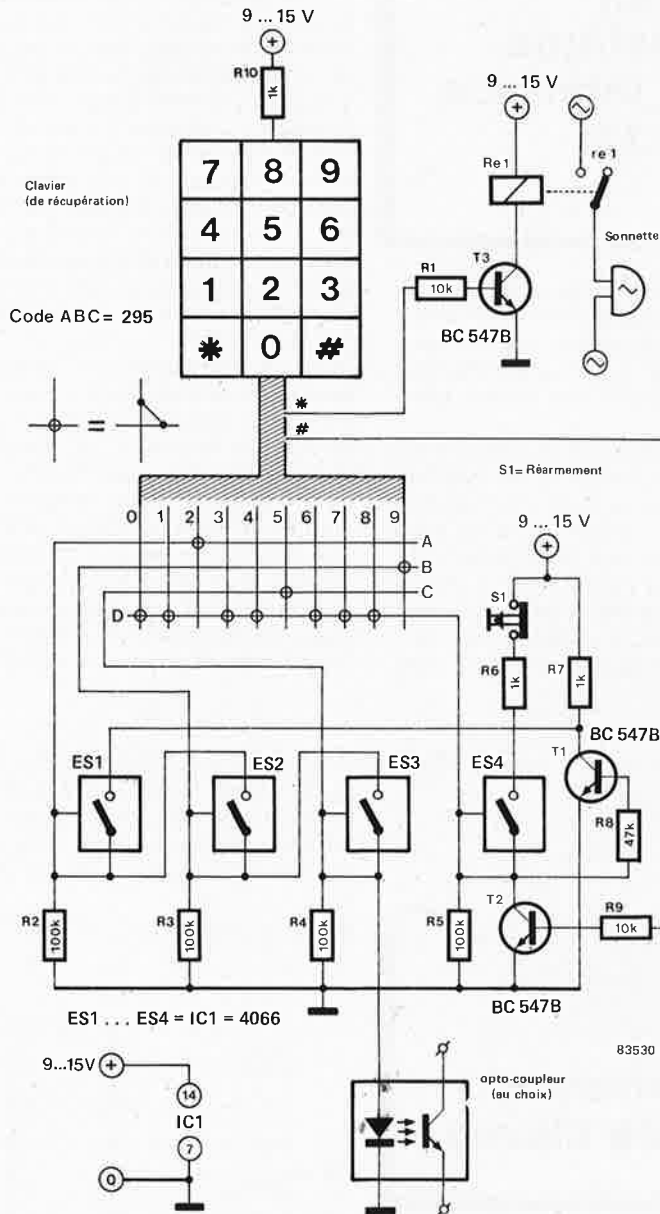 9 ... 15 V
R10
1k
Clavier
(de récupération)
7 8 9
4 5 6
1 2 3
* 0 #
Code ABC = 295
9 ... 15 V
Re 1
re 1
Sonnette
T3
R1
10k
BC 547B
*
#
S1= Réarmement
0 1 2 3 4 5 6 7 8 9
A
B
C
D
9 ... 15 V
S1
R6
1k
R7
1k
BC 547B
T1
ES1
ES2
ES3
ES4
R8
47k
T2
R2
100k
R3
100k
R4
100k
R5
100k
R9
10k
BC 547B
ES1 ... ES4 = IC1 = 4066
83530
9...15V
14
IC1
7
0
opto-coupleur
(au choix)